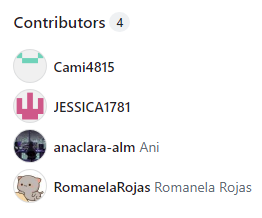 Contributors 4
Cami4815
JESSICA1781
anaclara-alm Ani
RomanelaRojas Romanela Rojas